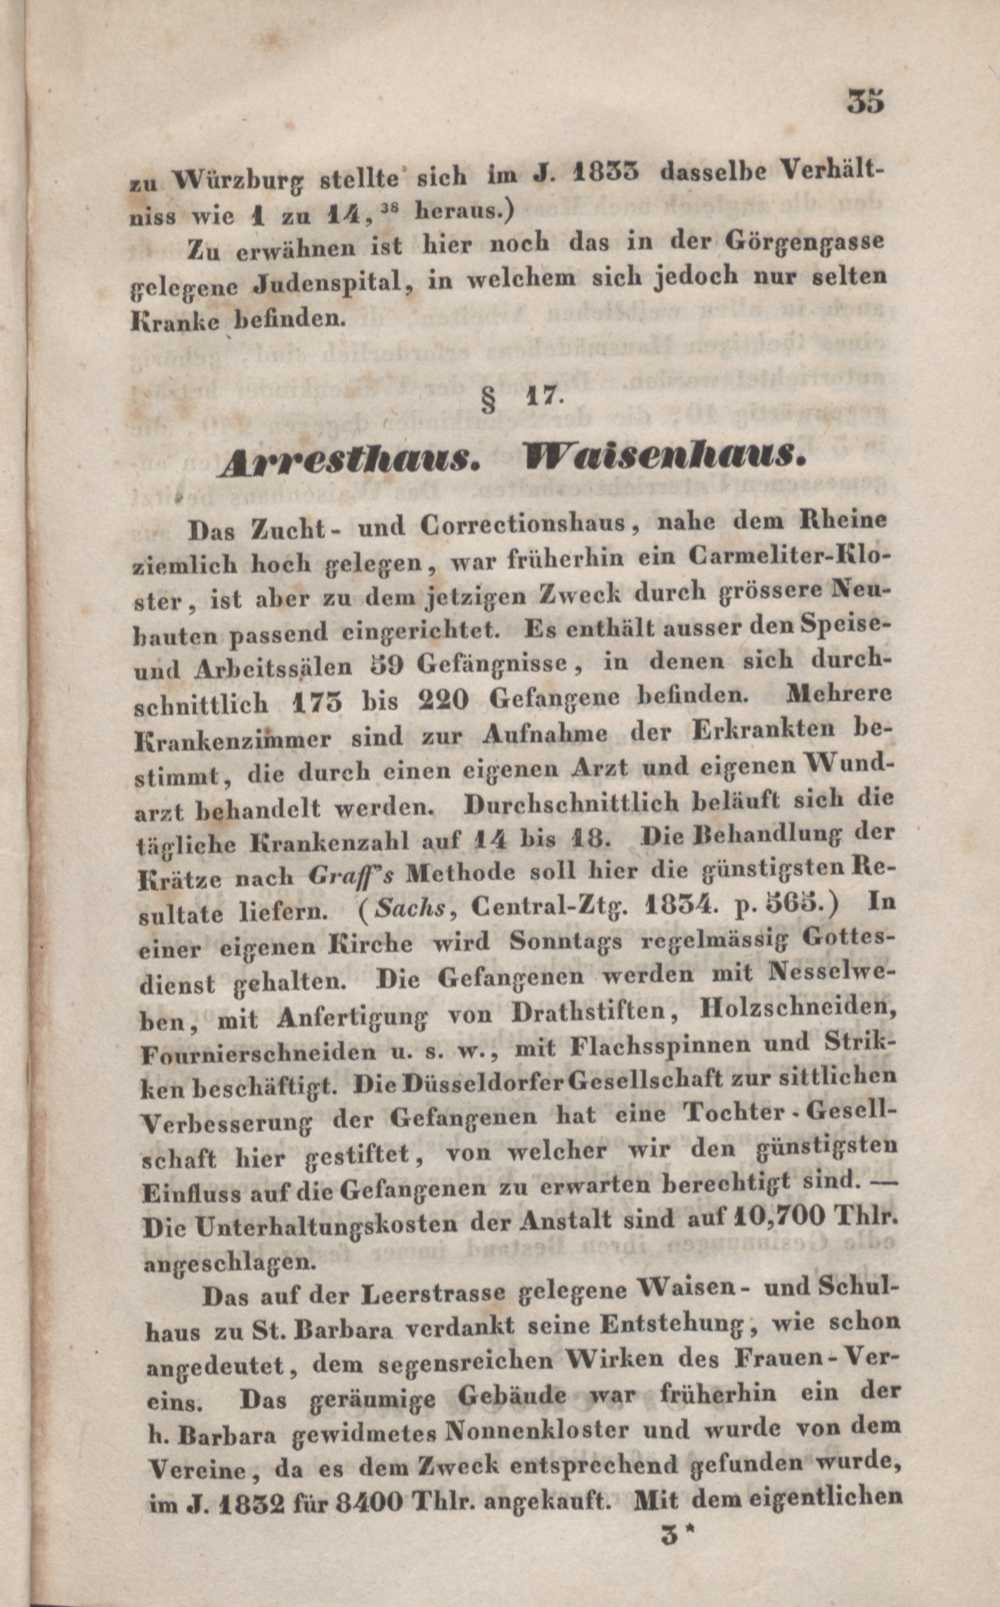 35
zu Würzburg stellte sich im J. 1833 dasselbe Verhält-
niss wie 1 zu 14,³⁸ heraus.)
Zu erwähnen ist hier noch das in der Görgengasse
gelegene Judenspital, in welchem sich jedoch nur selten
Kranke befinden.
§ 17.
Arresthaus. Waisenhaus.
Das Zucht- und Correctionshaus, nahe dem Rheine
ziemlich hoch gelegen, war früherhin ein Carmeliter-Klo-
ster, ist aber zu dem jetzigen Zweck durch grössere Neu-
bauten passend eingerichtet. Es enthält ausser den Speise-
und Arbeitssälen 59 Gefängnisse, in denen sich durch-
schnittlich 175 bis 220 Gefangene befinden. Mehrere
Krankenzimmer sind zur Aufnahme der Erkrankten be-
stimmt, die durch einen eigenen Arzt und eigenen Wund-
arzt behandelt werden. Durchschnittlich beläuft sich die
tägliche Krankenzahl auf 14 bis 18. Die Behandlung der
Krätze nach Graff's Methode soll hier die günstigsten Re-
sultate liefern. (Sachs, Central-Ztg. 1834. p. 565.) In
einer eigenen Kirche wird Sonntags regelmässig Gottes-
dienst gehalten. Die Gefangenen werden mit Nesselwe-
ben, mit Anfertigung von Drathstiften, Holzschneiden,
Fournierschneiden u. s. w., mit Flachsspinnen und Strik-
ken beschäftigt. Die Düsseldorfer Gesellschaft zur sittlichen
Verbesserung der Gefangenen hat eine Tochter-Gesell-
schaft hier gestiftet, von welcher wir den günstigsten
Einfluss auf die Gefangenen zu erwarten berechtigt sind. —
Die Unterhaltungskosten der Anstalt sind auf 10,700 Thlr.
angeschlagen.
Das auf der Leerstrasse gelegene Waisen- und Schul-
haus zu St. Barbara verdankt seine Entstehung, wie schon
angedeutet, dem segensreichen Wirken des Frauen-Ver-
eins. Das geräumige Gebäude war früherhin ein der
h. Barbara gewidmetes Nonnenkloster und wurde von dem
Vereine, da es dem Zweck entsprechend gefunden wurde,
im J. 1832 für 8400 Thlr. angekauft. Mit dem eigentlichen
3*